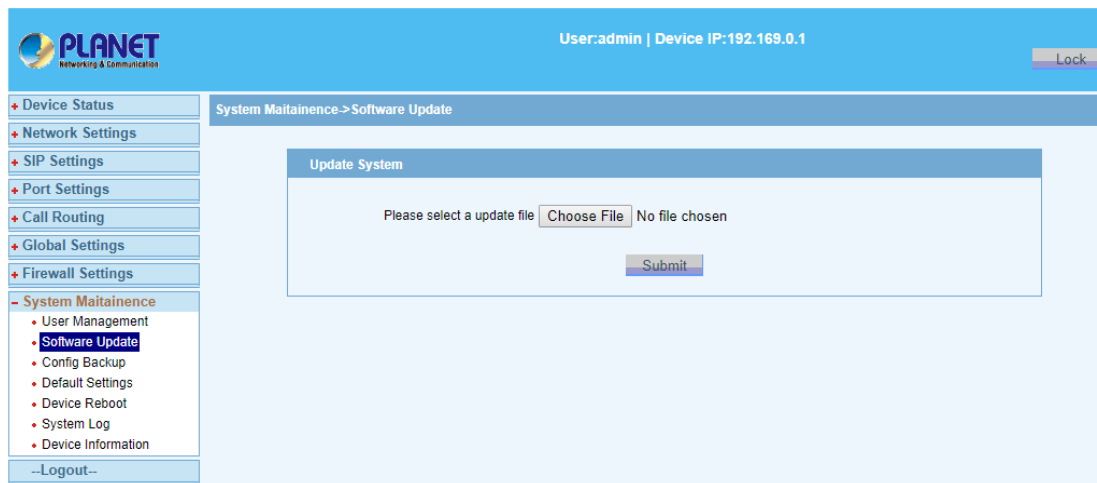 PLANET
Networking & Communication
User:admin | Device IP:192.169.0.1
Lock
+ Device Status
+ Network Settings
+ SIP Settings
+ Port Settings
+ Call Routing
+ Global Settings
+ Firewall Settings
– System Maitainence
User Management
Software Update
Config Backup
Default Settings
Device Reboot
System Log
Device Information
--Logout--
System Maitainence->Software Update
Update System
Please select a update file Choose File No file chosen
Submit